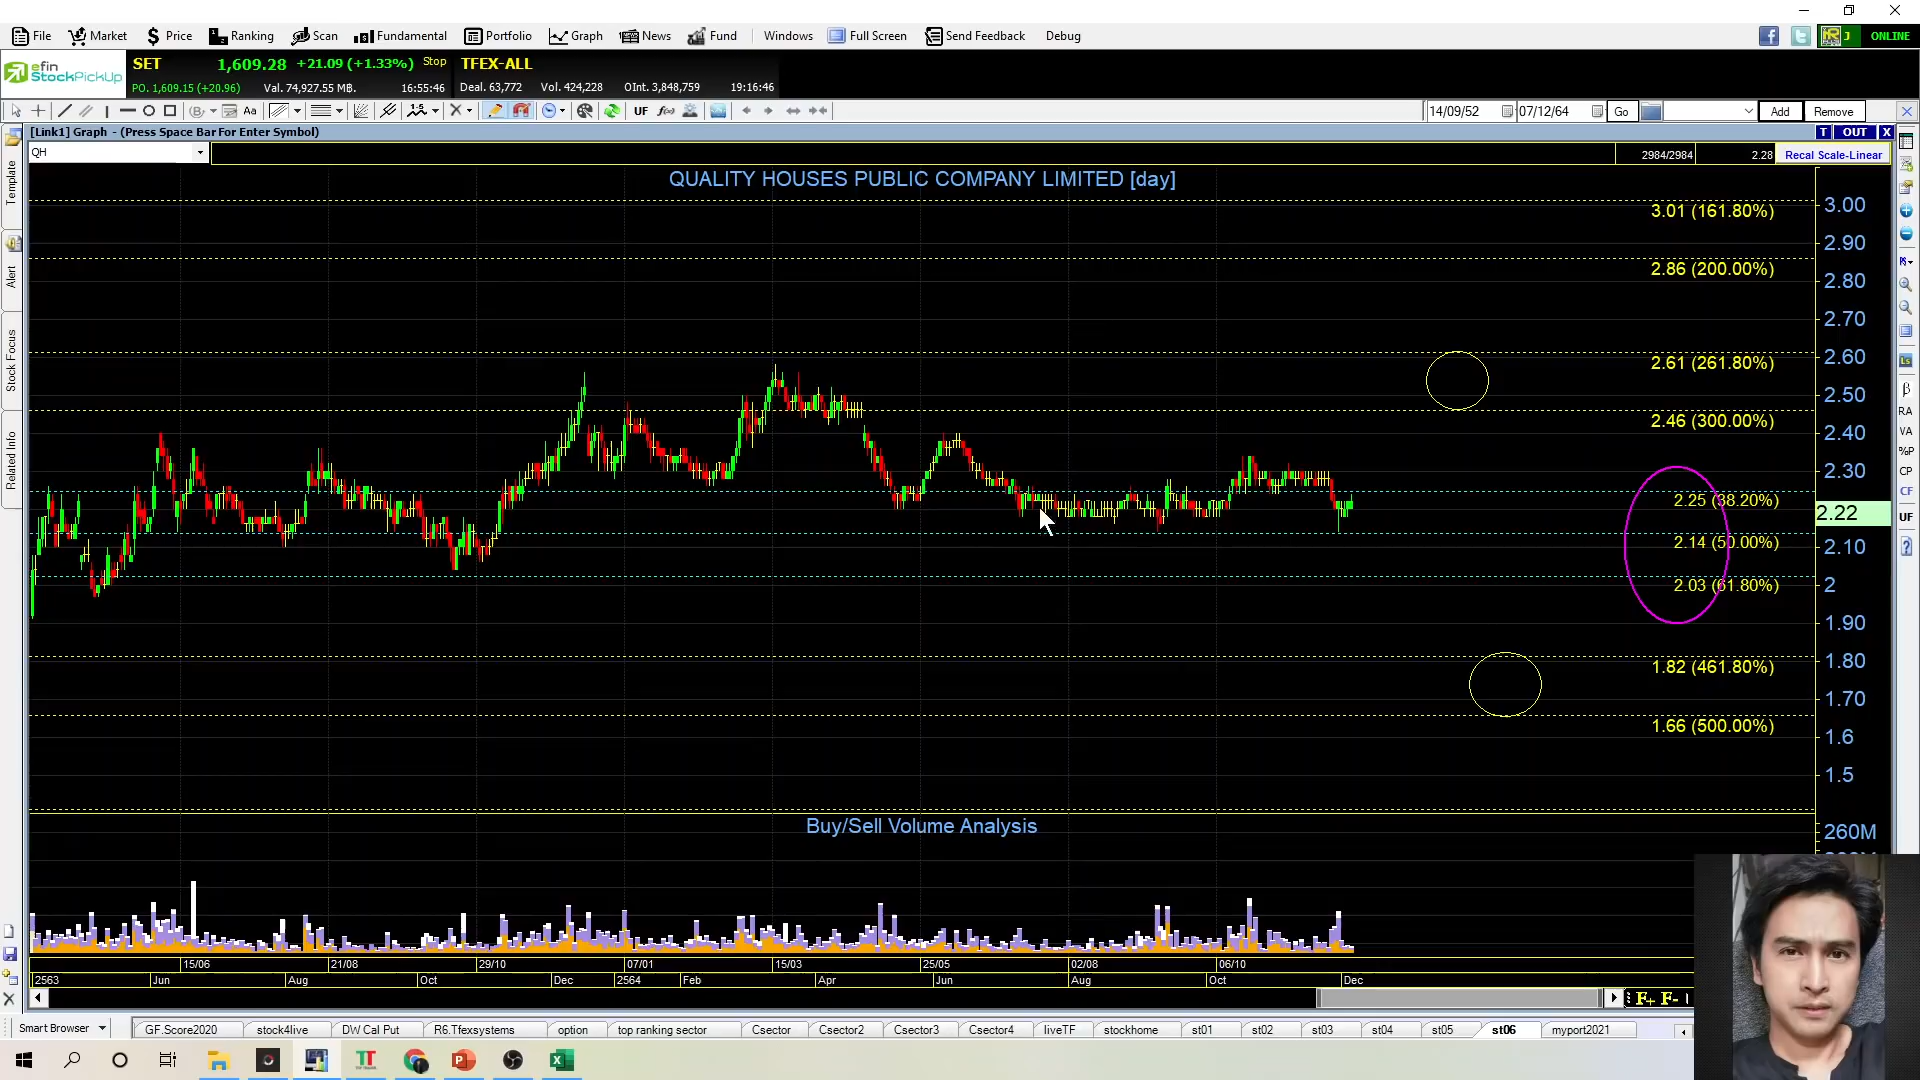 File Market Price Ranking Scan Fundamental Portfolio Graph News Fund Windows Full Screen Send Feedback Debug J ONLINE
efin StockPickUp
SET 1,609.28 +21.09 (+1.33%) Stop TFEX-ALL
PO. 1,609.15 (+20.96) Val. 74,927.55 M฿. 16:55:46 Deal. 63,772 Vol. 424,228 OInt. 3,848,759 19:16:46
Aa UF f(x) 14/09/52 07/12/64 Go Add Remove
[Link1] Graph - (Press Space Bar For Enter Symbol) T OUT X
QH 2984/2984 2.28 Recal Scale-Linear
QUALITY HOUSES PUBLIC COMPANY LIMITED [day]
Template
Alert
Stock Focus
Related Info
3.01 (161.80%)
2.86 (200.00%)
2.61 (261.80%)
2.46 (300.00%)
2.25 (38.20%)
2.14 (50.00%)
2.03 (61.80%)
1.82 (461.80%)
1.66 (500.00%)
3.00
2.90
2.80
2.70
2.60
2.50
2.40
2.30
2.22
2.10
2
1.90
1.80
1.70
1.6
1.5
Ls
β
RA
VA
%P
CP
CF
UF
?
Buy/Sell Volume Analysis
260M
15/06 21/08 29/10 07/01 15/03 25/05 02/08 06/10
2563 Jun Aug Oct Dec 2564 Feb Apr Jun Aug Oct Dec
F+ F-
Smart Browser GF.Score2020 stock4live DW Cal Put R6.Tfexsystems option top ranking sector Csector Csector2 Csector3 Csector4 liveTF stockhome st01 st02 st03 st04 st05 st06 myport2021